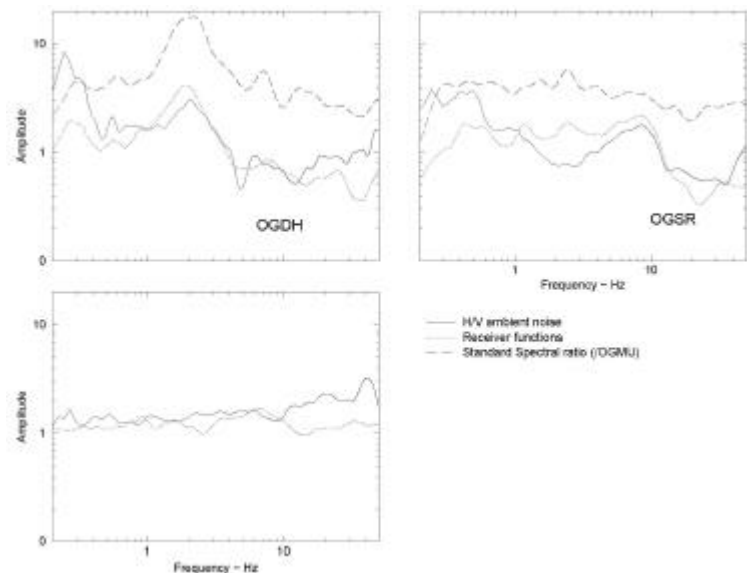 10
1
0
Amplitude
OGDH
OGSR
1
10
Frequency – Hz
10
1
0
Amplitude
1
10
Frequency – Hz
H/V ambient noise
Receiver functions
Standard Spectral ratio (/OGMU)